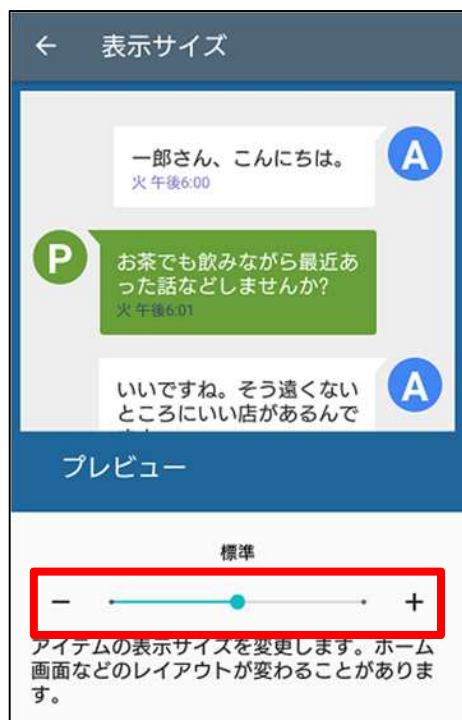 ← 表示サイズ
一郎さん、こんにちは。
火 午後6:00
A
P
お茶でも飲みながら最近あ
った話などしませんか?
火 午後6:01
いいですね。そう遠くない
ところにいい店があるんで
A
プレビュー
標準
− +
アイテムの表示サイズを変更します。ホーム
画面などのレイアウトが変わることがありま
す。